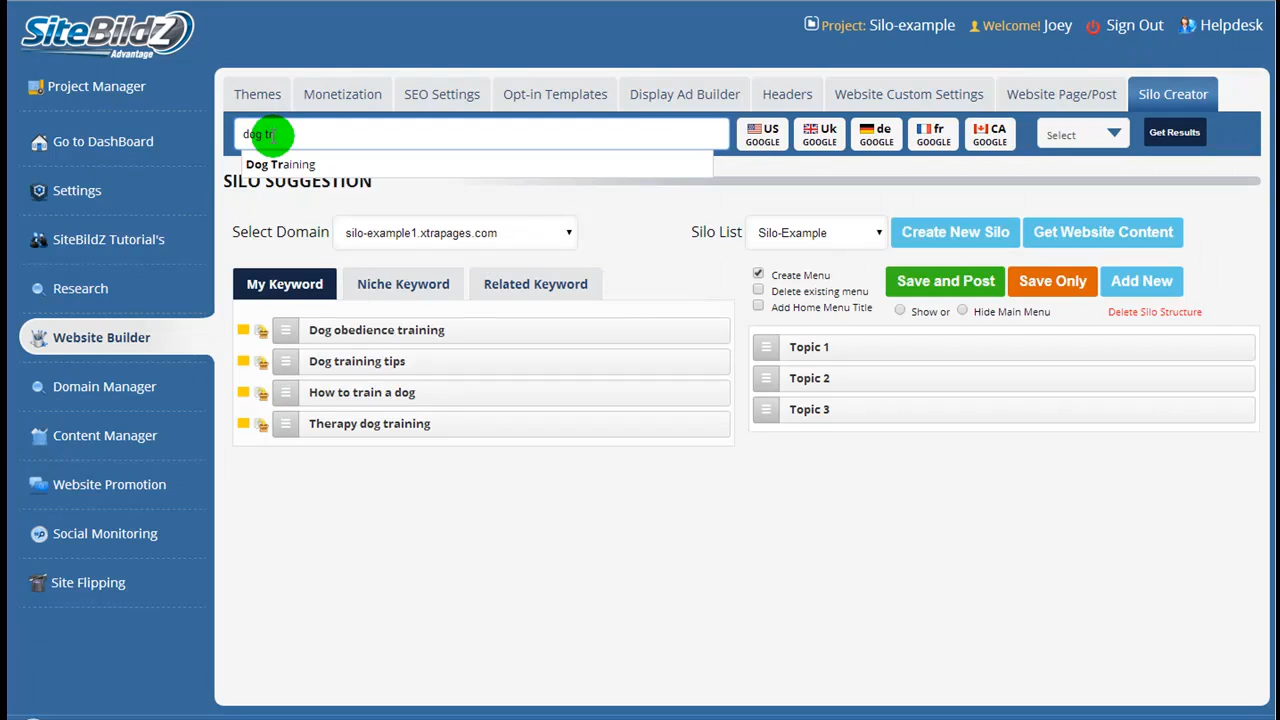 SiteBildZ
Advantage
Project: Silo-example
Welcome! Joey
Sign Out
Helpdesk
Project Manager
Go to DashBoard
Settings
SiteBildZ Tutorial's
Research
Website Builder
Domain Manager
Content Manager
Website Promotion
Social Monitoring
Site Flipping
Themes
Monetization
SEO Settings
Opt-in Templates
Display Ad Builder
Headers
Website Custom Settings
Website Page/Post
Silo Creator
dog tr
US
GOOGLE
Uk
GOOGLE
de
GOOGLE
fr
GOOGLE
CA
GOOGLE
Select
Get Results
Dog Training
SILO SUGGESTION
Select Domain
silo-example1.xtrapages.com
Silo List
Silo-Example
Create New Silo
Get Website Content
My Keyword
Niche Keyword
Related Keyword
Create Menu
Delete existing menu
Add Home Menu Title
Save and Post
Save Only
Add New
Show or
Hide Main Menu
Delete Silo Structure
Dog obedience training
Dog training tips
How to train a dog
Therapy dog training
Topic 1
Topic 2
Topic 3